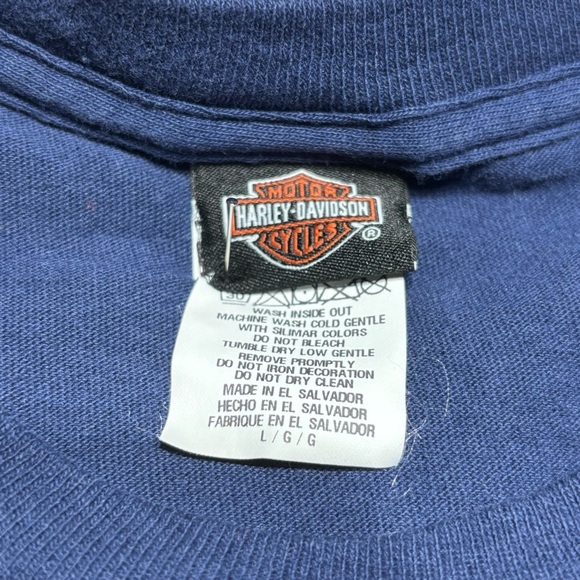 MOTOR
HARLEY-DAVIDSON
CYCLES
®
30
WASH INSIDE OUT
MACHINE WASH COLD GENTLE
WITH SILIMAR COLORS
DO NOT BLEACH
TUMBLE DRY LOW GENTLE
REMOVE PROMPTLY
DO NOT IRON DECORATION
DO NOT DRY CLEAN
MADE IN EL SALVADOR
HECHO EN EL SALVADOR
FABRIQUE EN EL SALVADOR
L / G / G